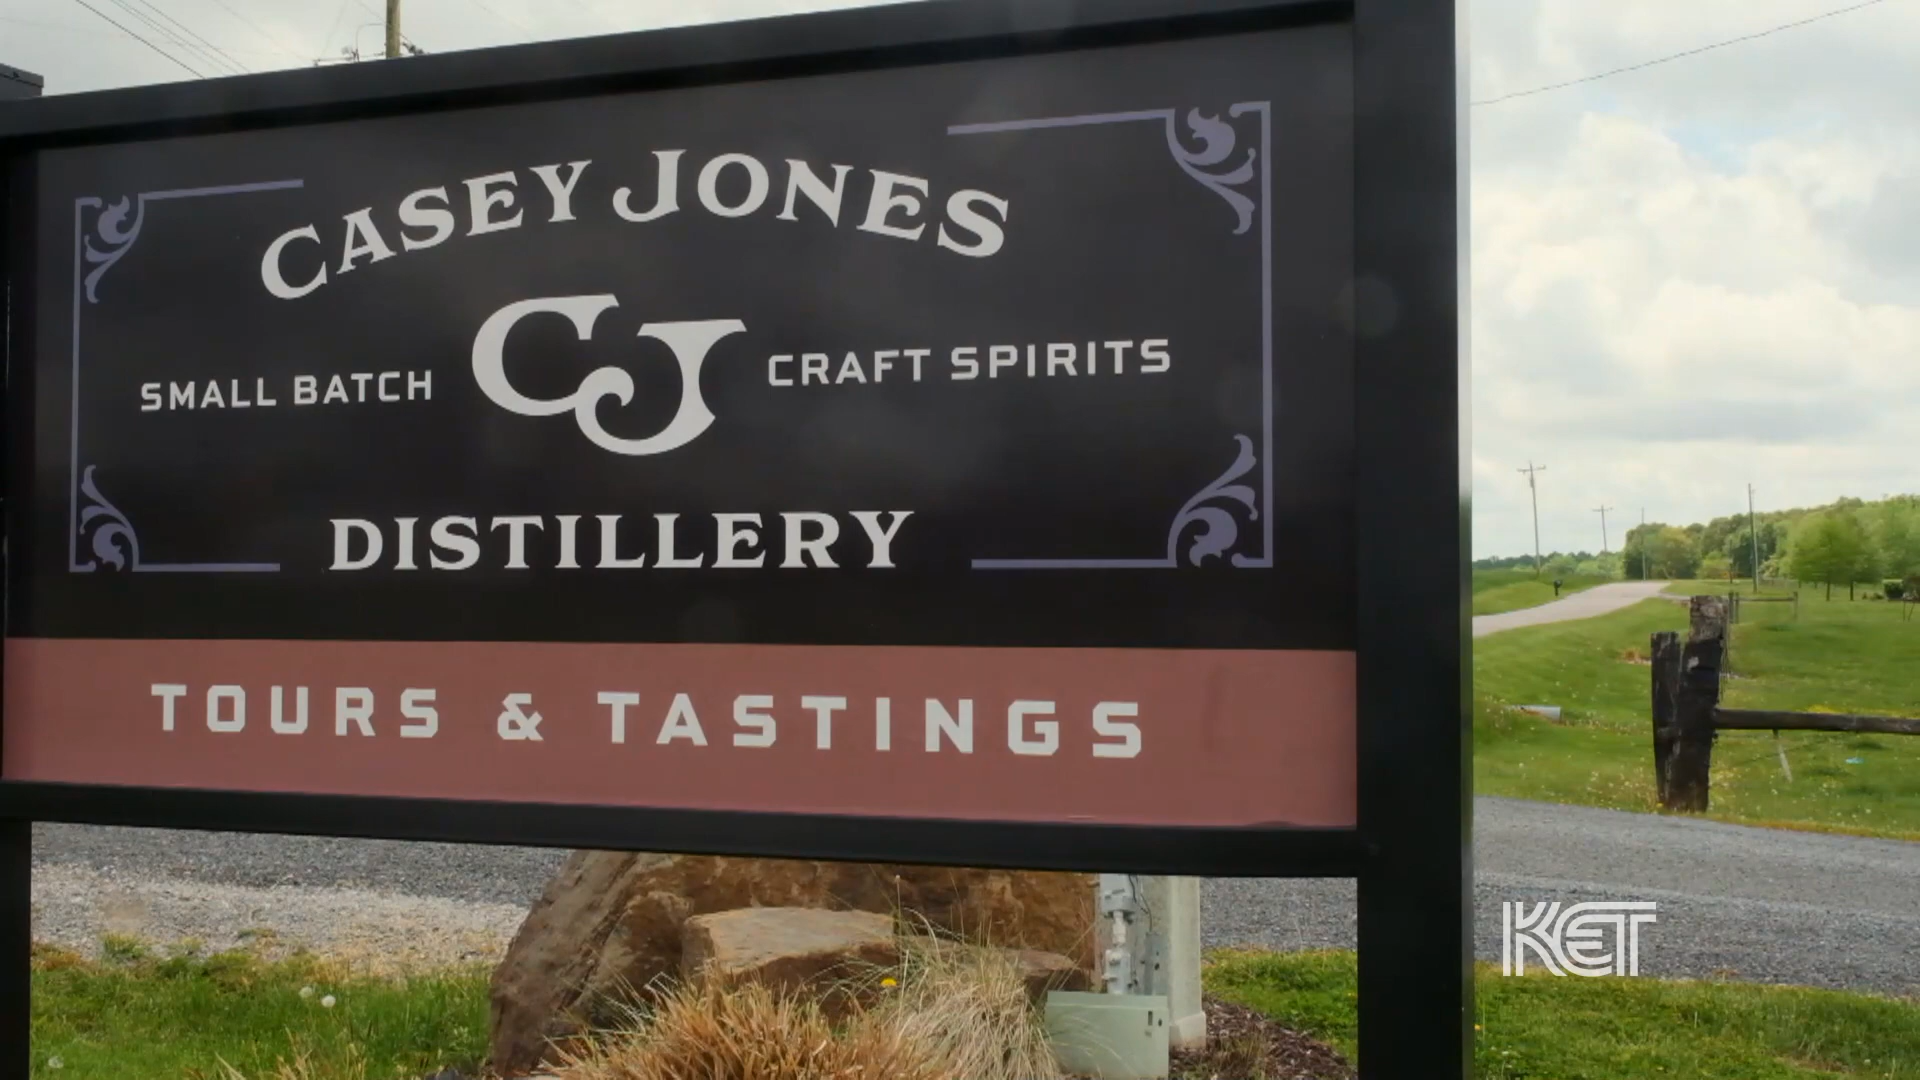 CASEY JONES
SMALL BATCH CJ CRAFT SPIRITS
DISTILLERY
TOURS & TASTINGS
KET